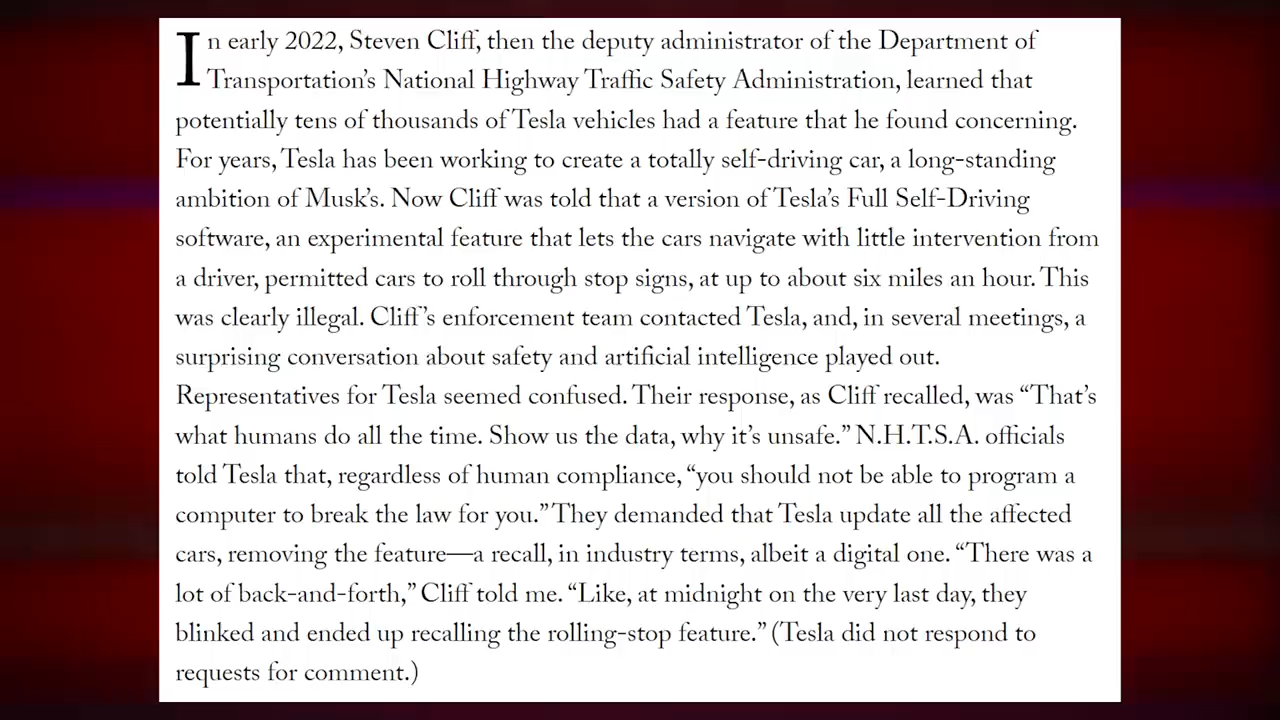 In early 2022, Steven Cliff, then the deputy administrator of the Department of
Transportation’s National Highway Traffic Safety Administration, learned that
potentially tens of thousands of Tesla vehicles had a feature that he found concerning.
For years, Tesla has been working to create a totally self-driving car, a long-standing
ambition of Musk’s. Now Cliff was told that a version of Tesla’s Full Self-Driving
software, an experimental feature that lets the cars navigate with little intervention from
a driver, permitted cars to roll through stop signs, at up to about six miles an hour. This
was clearly illegal. Cliff’s enforcement team contacted Tesla, and, in several meetings, a
surprising conversation about safety and artificial intelligence played out.
Representatives for Tesla seemed confused. Their response, as Cliff recalled, was “That’s
what humans do all the time. Show us the data, why it’s unsafe.” N.H.T.S.A. officials
told Tesla that, regardless of human compliance, “you should not be able to program a
computer to break the law for you.” They demanded that Tesla update all the affected
cars, removing the feature—a recall, in industry terms, albeit a digital one. “There was a
lot of back-and-forth,” Cliff told me. “Like, at midnight on the very last day, they
blinked and ended up recalling the rolling-stop feature.” (Tesla did not respond to
requests for comment.)